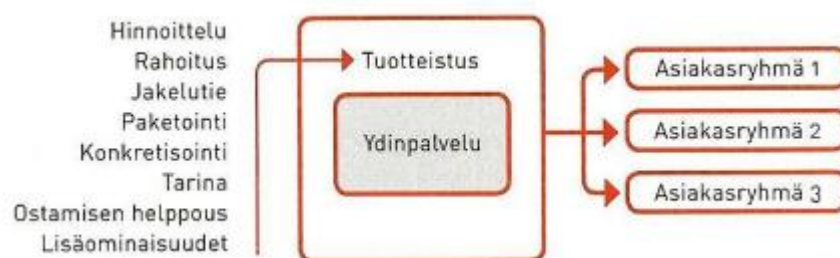 Hinnoittelu
Rahoitus
Jakelutie
Paketointi
Konkretisointi
Tarina
Ostamisen helppous
Lisäominaisuudet
Tuotteistus
Ydinpalvelu
Asiakasryhmä 1
Asiakasryhmä 2
Asiakasryhmä 3